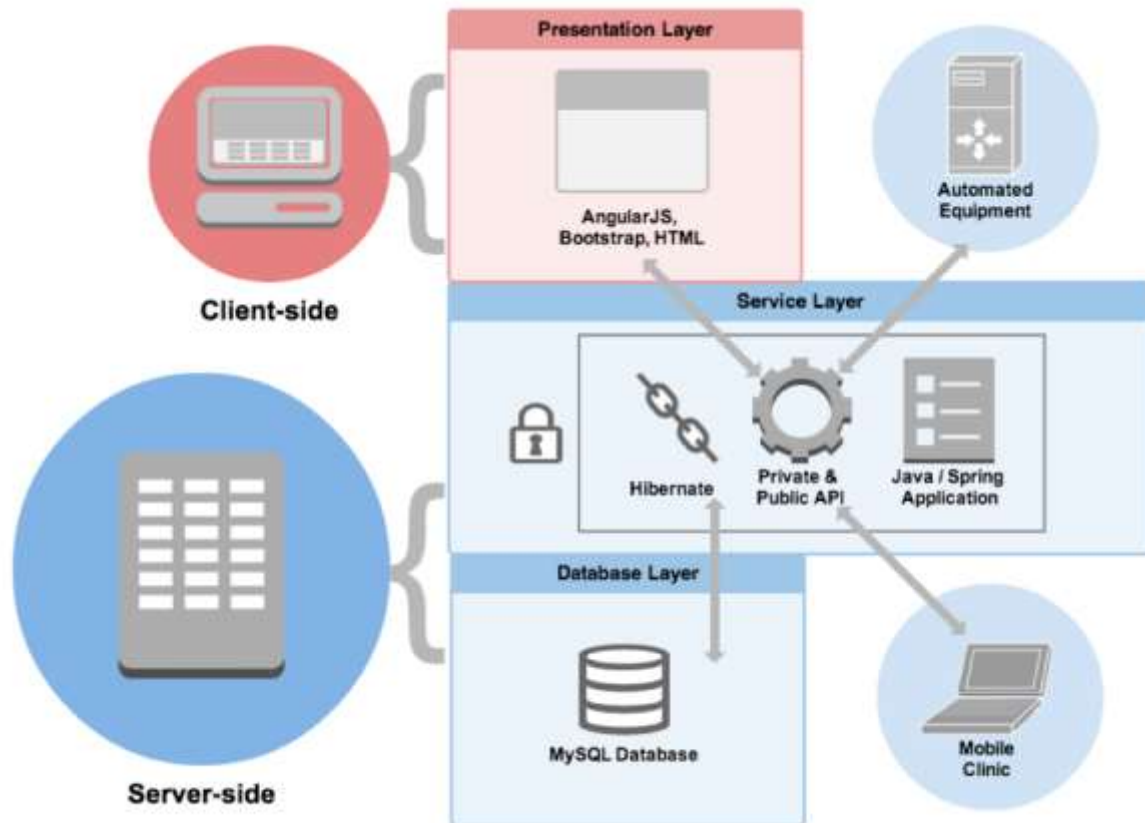 Presentation Layer
AngularJS,
Bootstrap, HTML
Automated
Equipment
Client-side
Service Layer
Hibernate
Private &
Public API
Java / Spring
Application
Database Layer
MySQL Database
Mobile
Clinic
Server-side